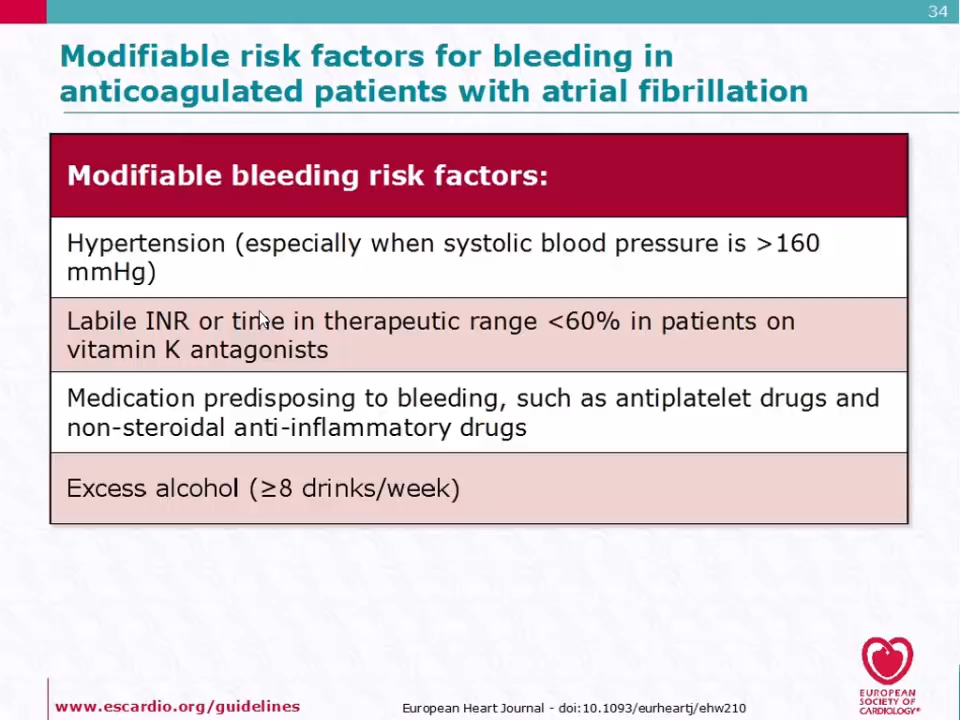 34
Modifiable risk factors for bleeding in
anticoagulated patients with atrial fibrillation
Modifiable bleeding risk factors:
Hypertension (especially when systolic blood pressure is >160
mmHg)
Labile INR or time in therapeutic range <60% in patients on
vitamin K antagonists
Medication predisposing to bleeding, such as antiplatelet drugs and
non-steroidal anti-inflammatory drugs
Excess alcohol (≥8 drinks/week)
www.escardio.org/guidelines
European Heart Journal - doi:10.1093/eurheartj/ehw210
EUROPEAN
SOCIETY OF
CARDIOLOGY®